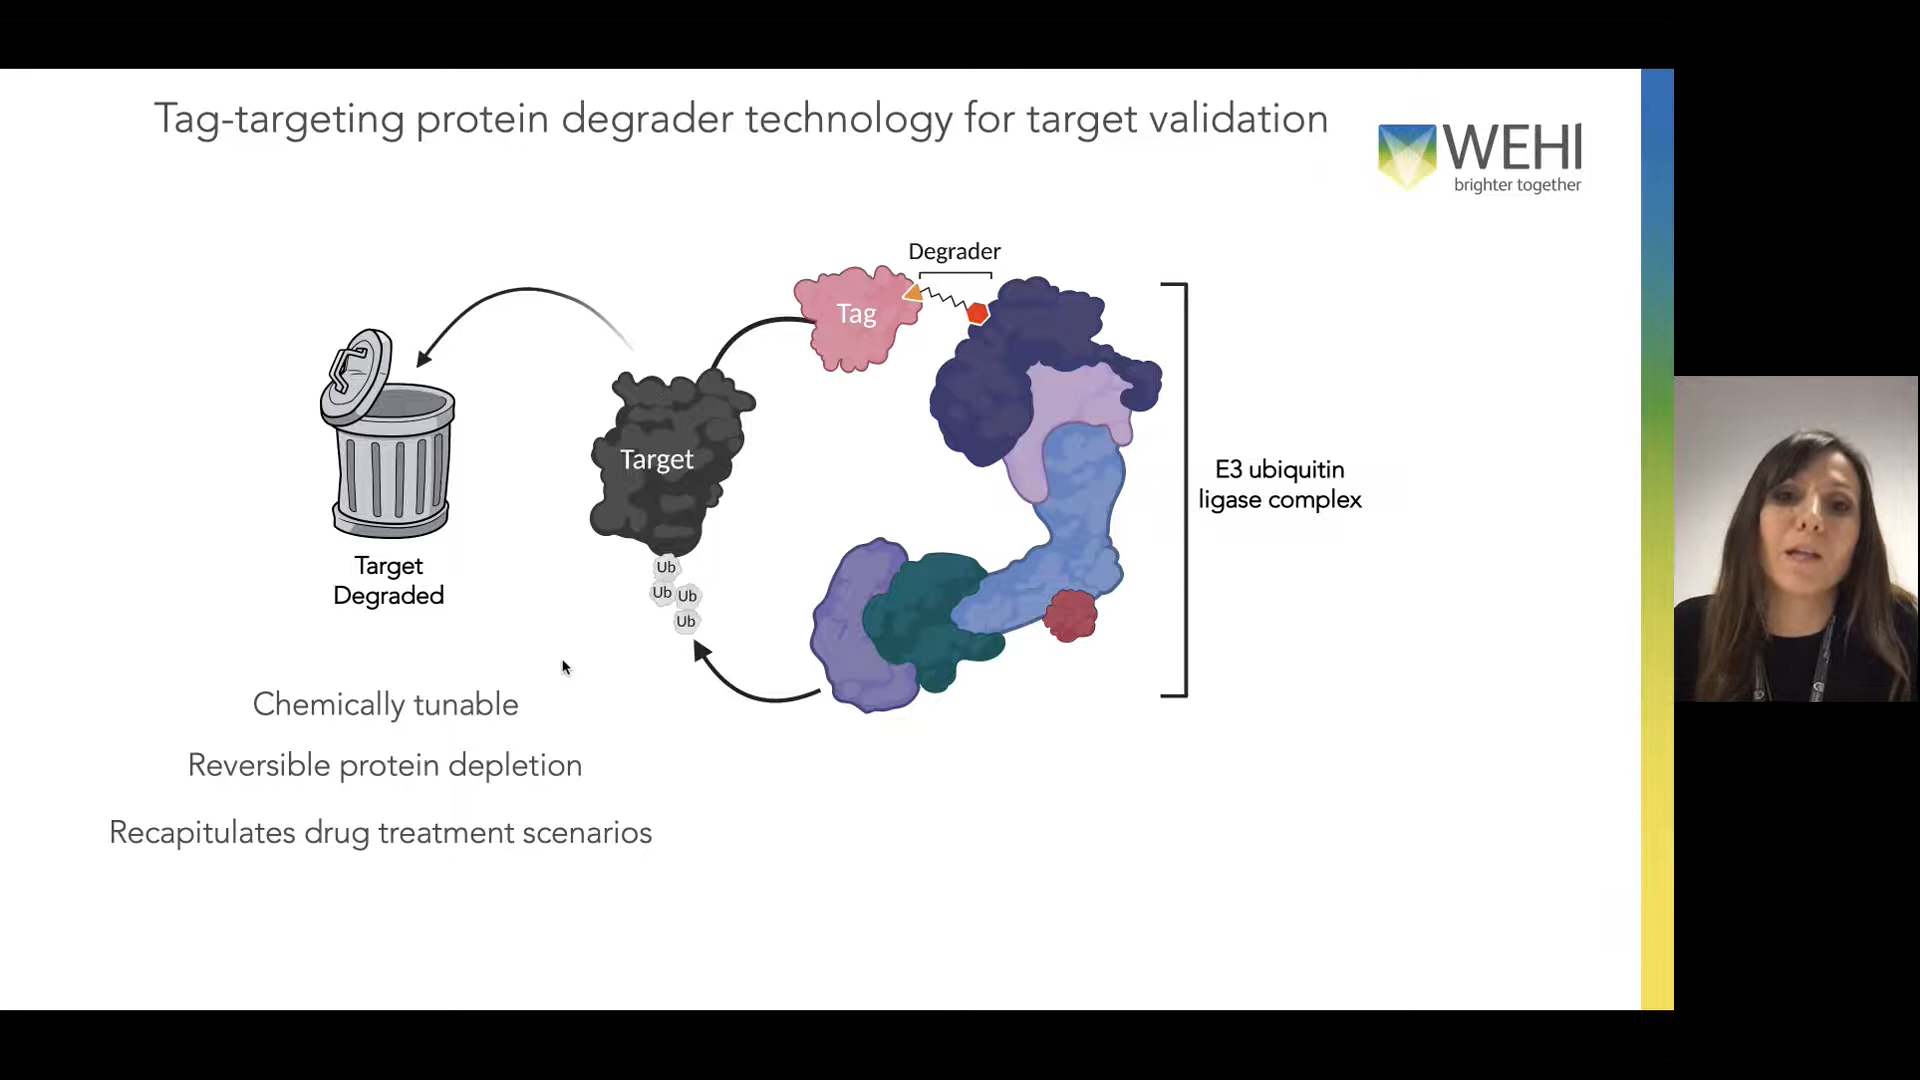 Tag-targeting protein degrader technology for target validation
WEHI
brighter together
Degrader
Tag
Target
E3 ubiquitin
ligase complex
Target
Degraded
Ub
Ub
Ub
Ub
Chemically tunable
Reversible protein depletion
Recapitulates drug treatment scenarios